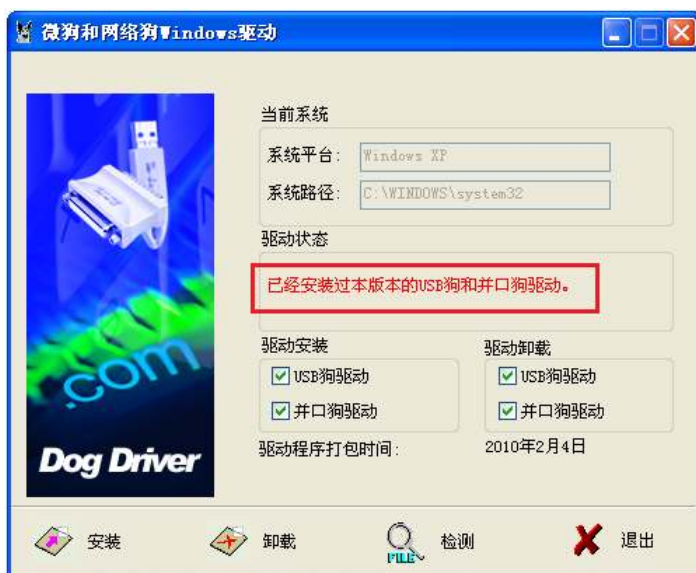 微狗和网络狗Windows驱动
当前系统
系统平台: Windows XP
系统路径: C:\WINDOWS\system32
驱动状态
已经安装过本版本的USB狗和并口狗驱动。
驱动安装
驱动卸载
USB狗驱动
USB狗驱动
并口狗驱动
并口狗驱动
驱动程序打包时间:
2010年2月4日
.com
Dog Driver
安装
卸载
FILE
检测
退出